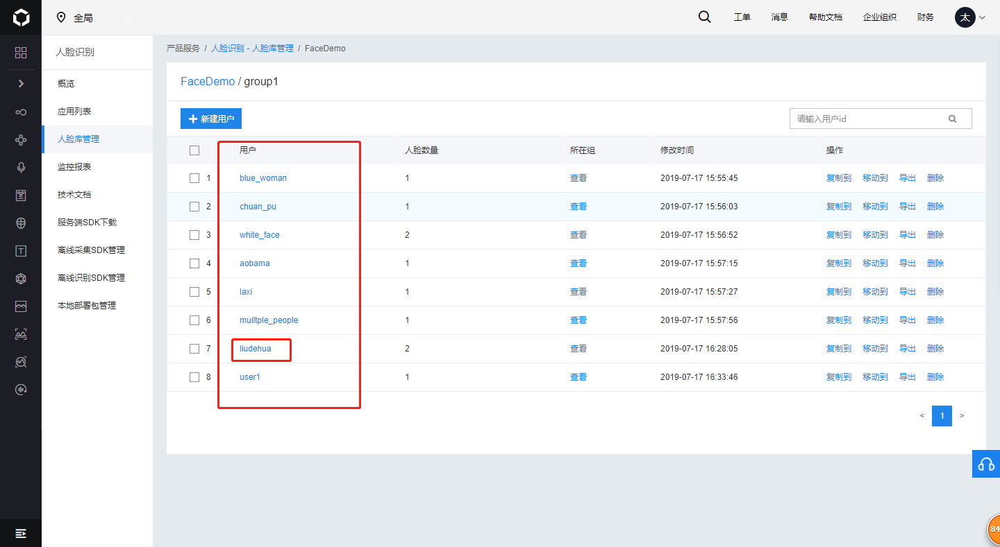 全局
工单 消息 帮助文档 企业组织 财务 太
人脸识别
概览
应用列表
人脸库管理
监控报表
技术文档
服务端SDK下载
离线采集SDK管理
离线识别SDK管理
本地部署包管理
产品服务 / 人脸识别 - 人脸库管理 / FaceDemo
FaceDemo / group1
新建用户
请输入用户id
用户 人脸数量 所在组 修改时间 操作
1 blue_woman 1 查看 2019-07-17 15:55:45 复制到 移动到 导出 删除
2 chuan_pu 1 查看 2019-07-17 15:56:03 复制到 移动到 导出 删除
3 white_face 2 查看 2019-07-17 15:56:52 复制到 移动到 导出 删除
4 aobama 1 查看 2019-07-17 15:57:15 复制到 移动到 导出 删除
5 laxi 1 查看 2019-07-17 15:57:27 复制到 移动到 导出 删除
6 muiltple_people 1 查看 2019-07-17 15:57:56 复制到 移动到 导出 删除
7 liudehua 2 查看 2019-07-17 16:28:05 复制到 移动到 导出 删除
8 user1 1 查看 2019-07-17 16:33:46 复制到 移动到 导出 删除
< 1 >
84